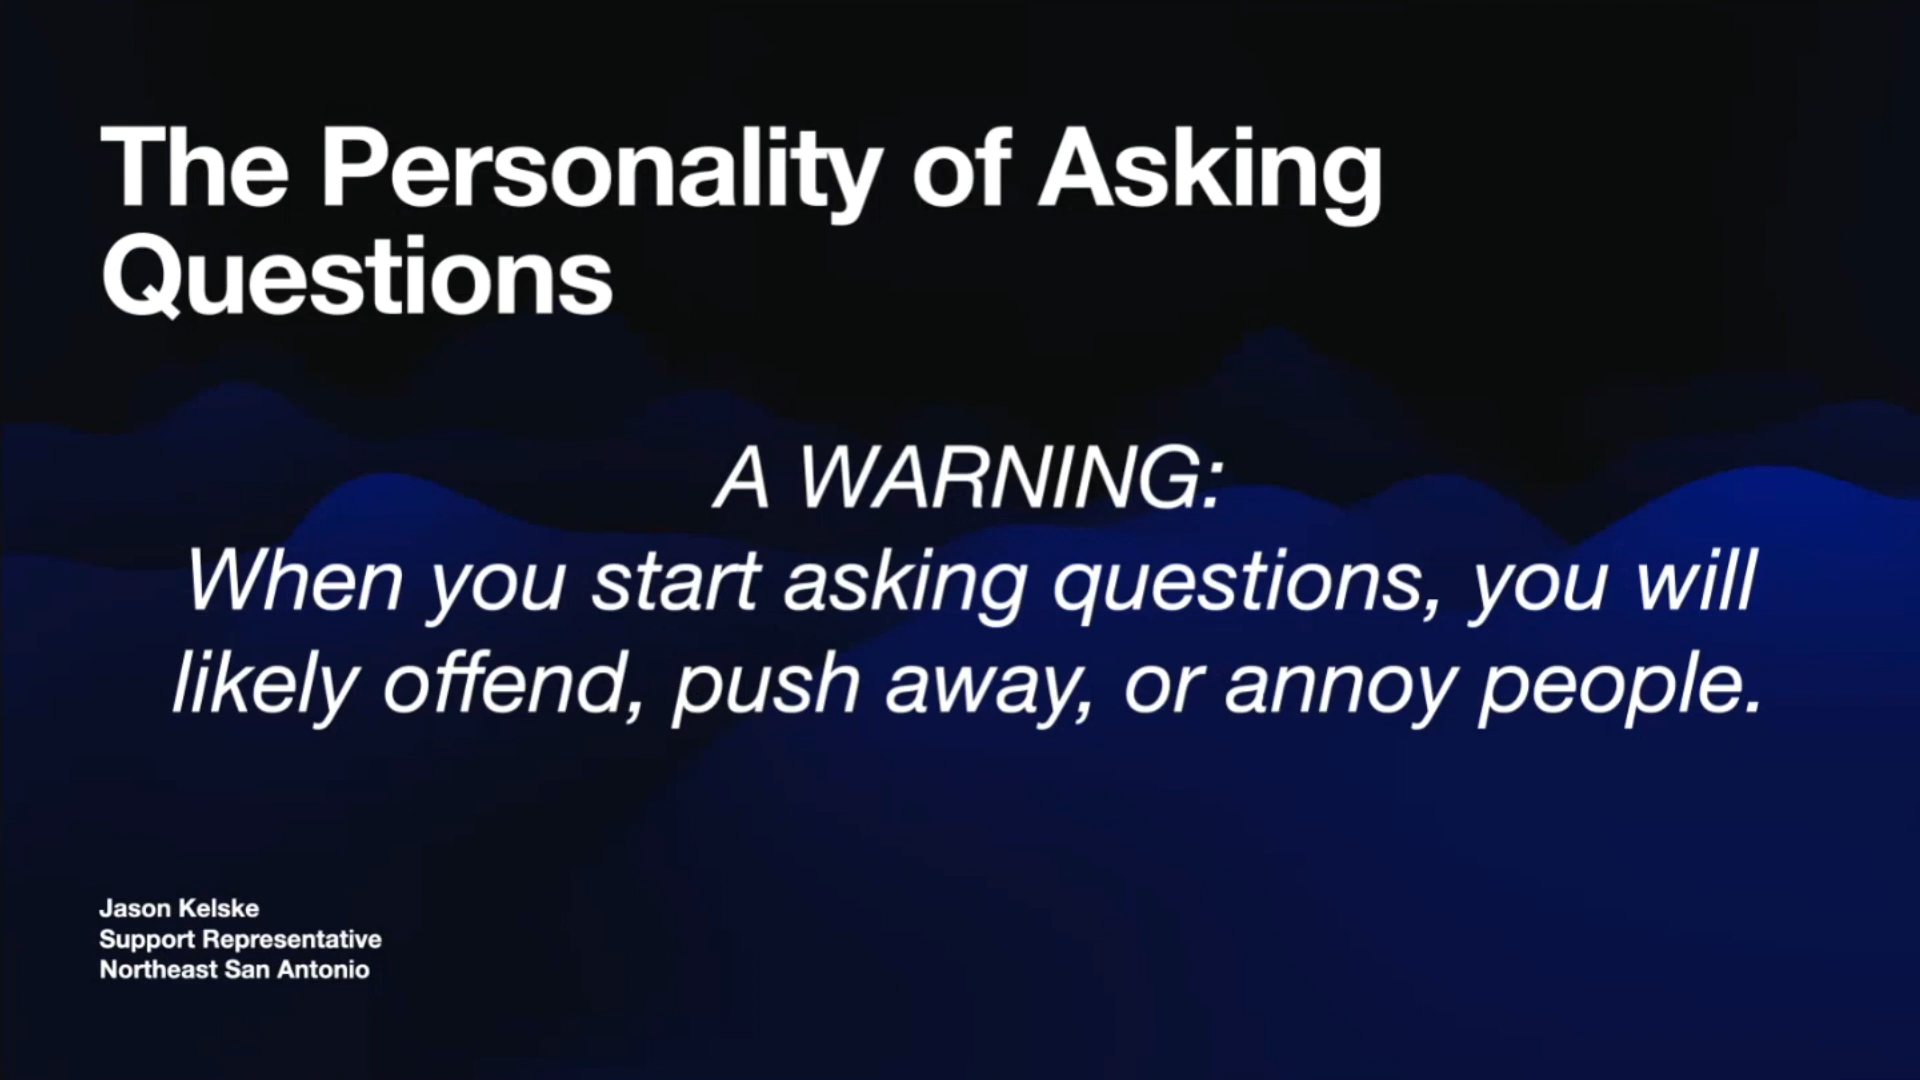 The Personality of Asking
Questions
A WARNING:
When you start asking questions, you will
likely offend, push away, or annoy people.
Jason Kelske
Support Representative
Northeast San Antonio